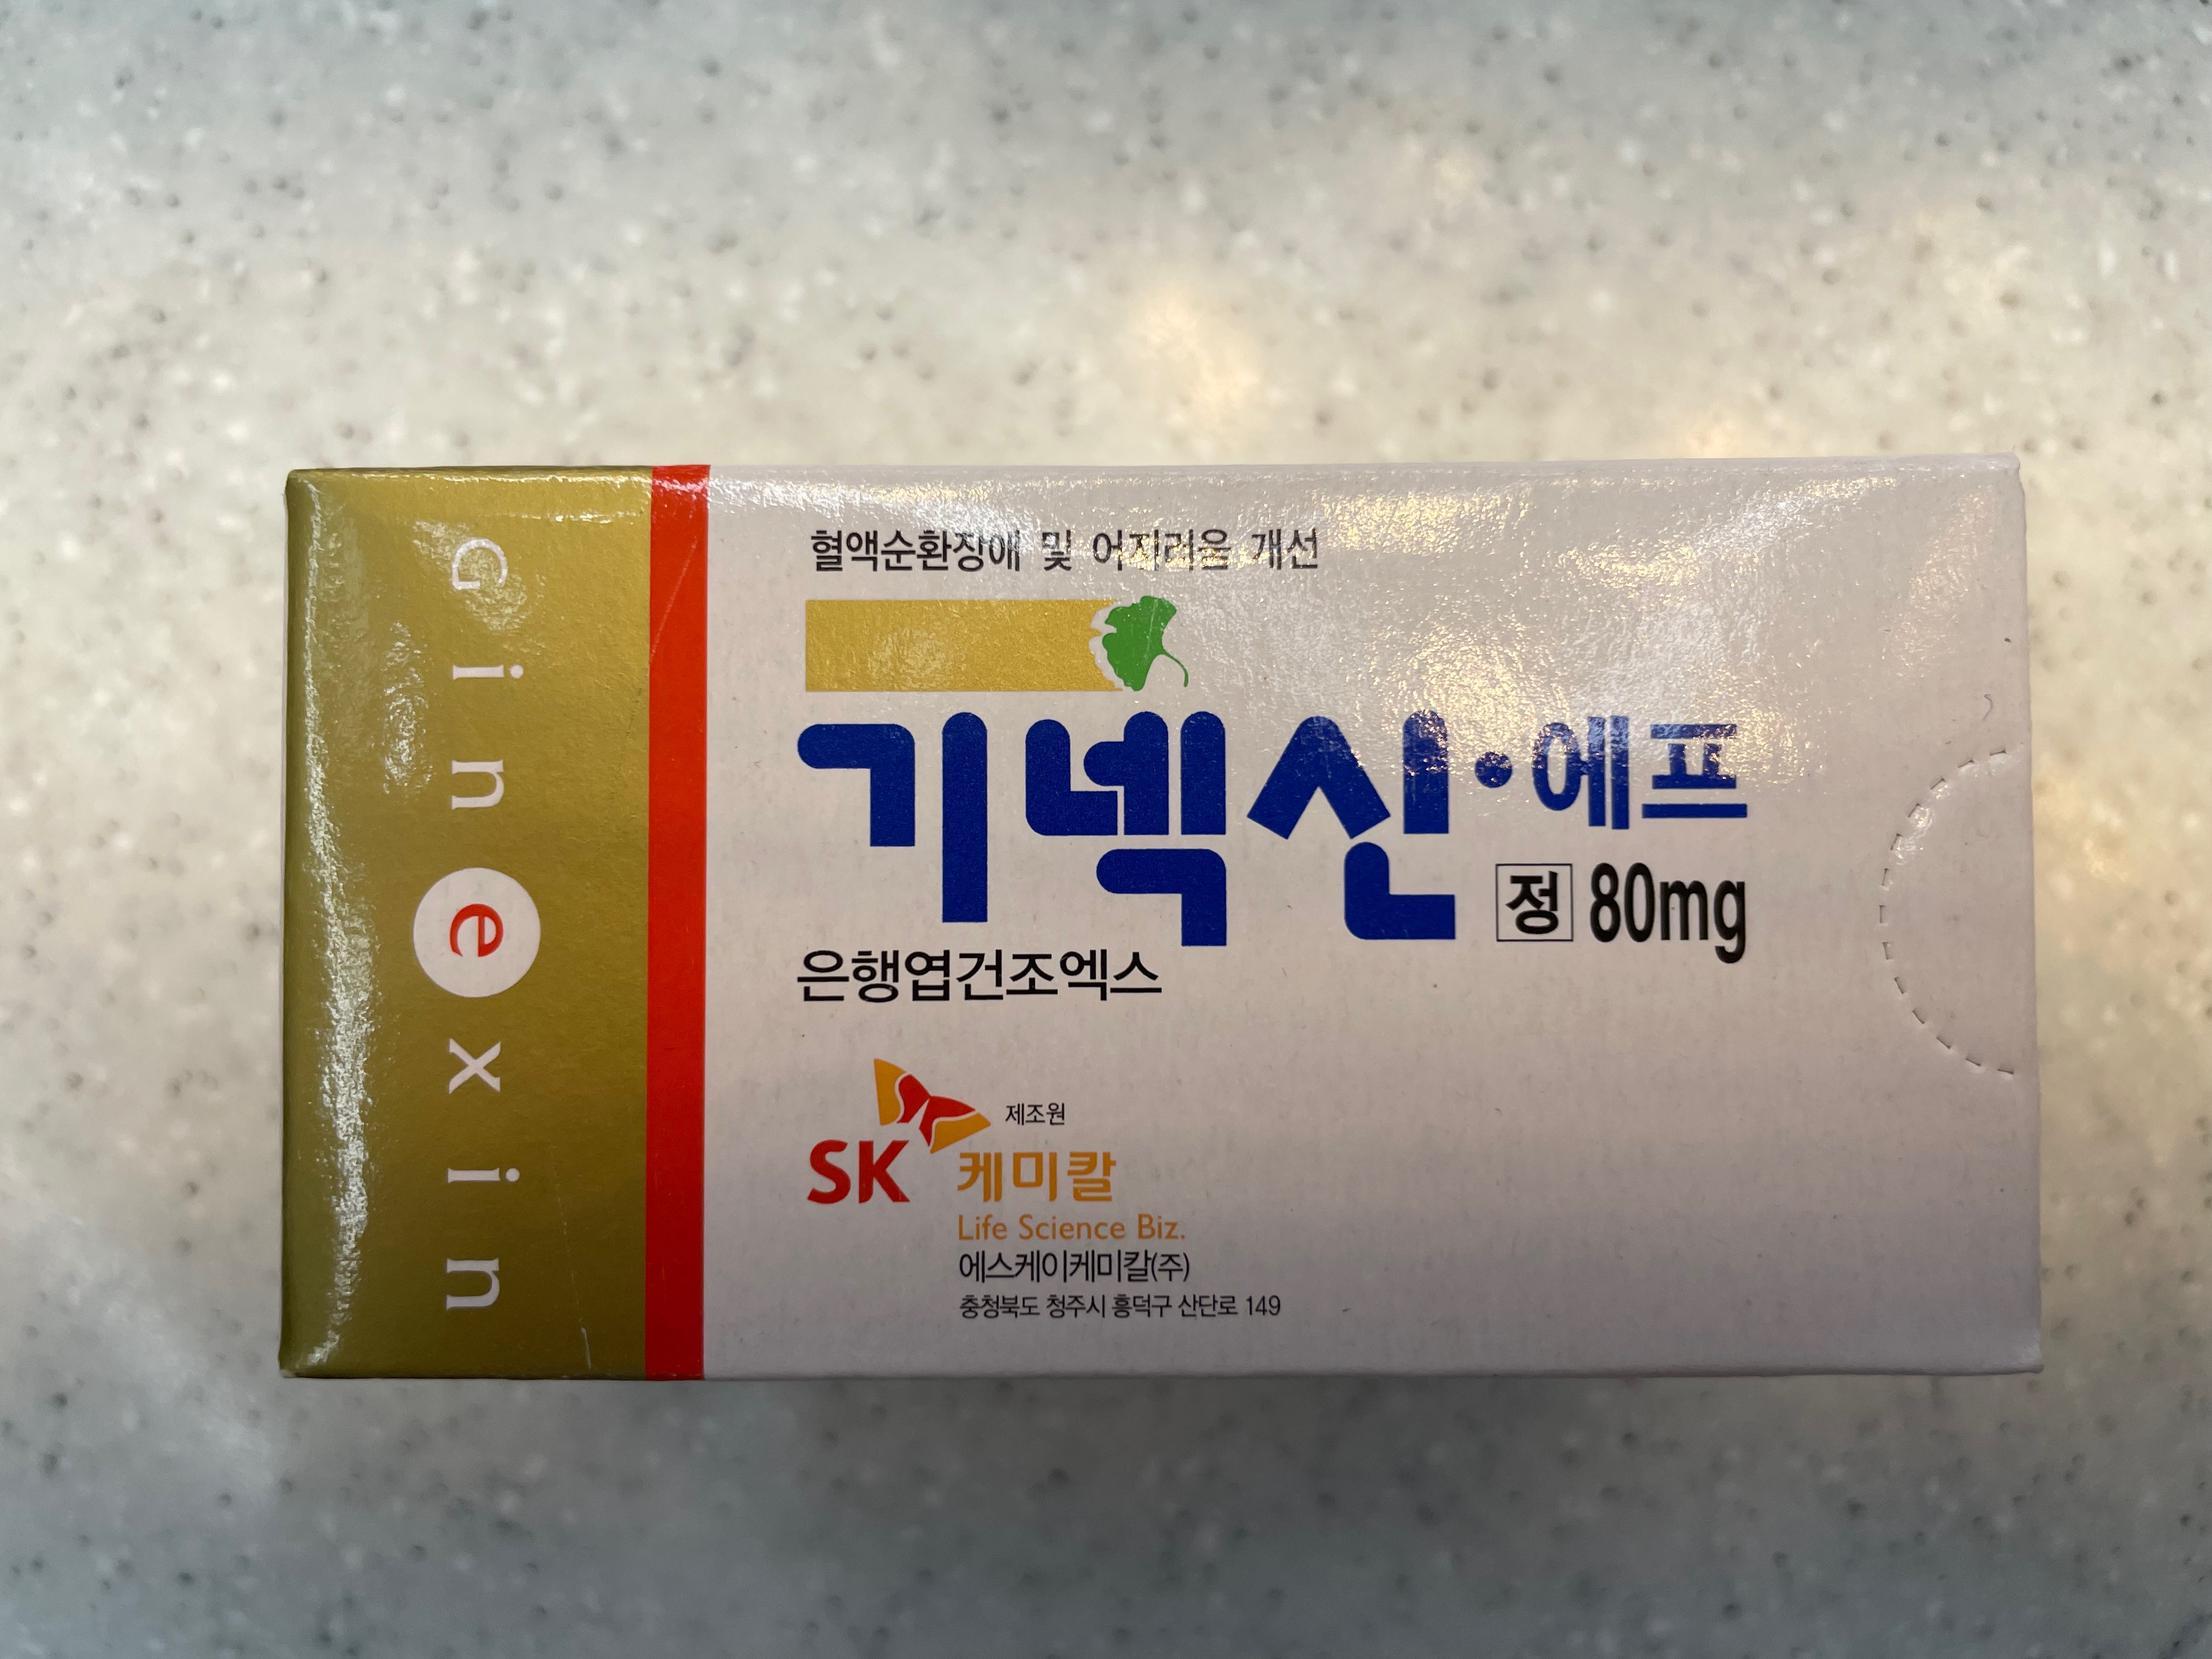 Ginexin
혈액순환장애 및 어지러움 개선
기넥신·에프
정 80mg
은행엽건조엑스
제조원
SK 케미칼
Life Science Biz.
에스케이케미칼(주)
충청북도 청주시 흥덕구 산단로 149